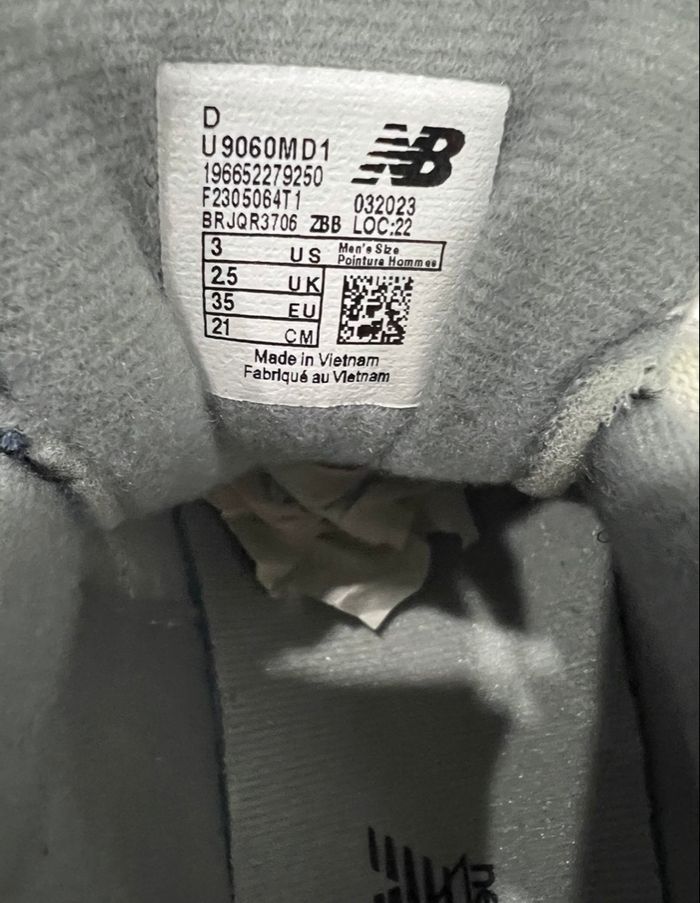 D
U9060MD1
NB
196652279250
F2305064T1 032023
BRJQR3706 ZBB LOC:22
3 US Men's Size
Pointure Hommes
2.5 UK
35 EU
21 CM
Made in Vietnam
Fabriqué au Vietnam